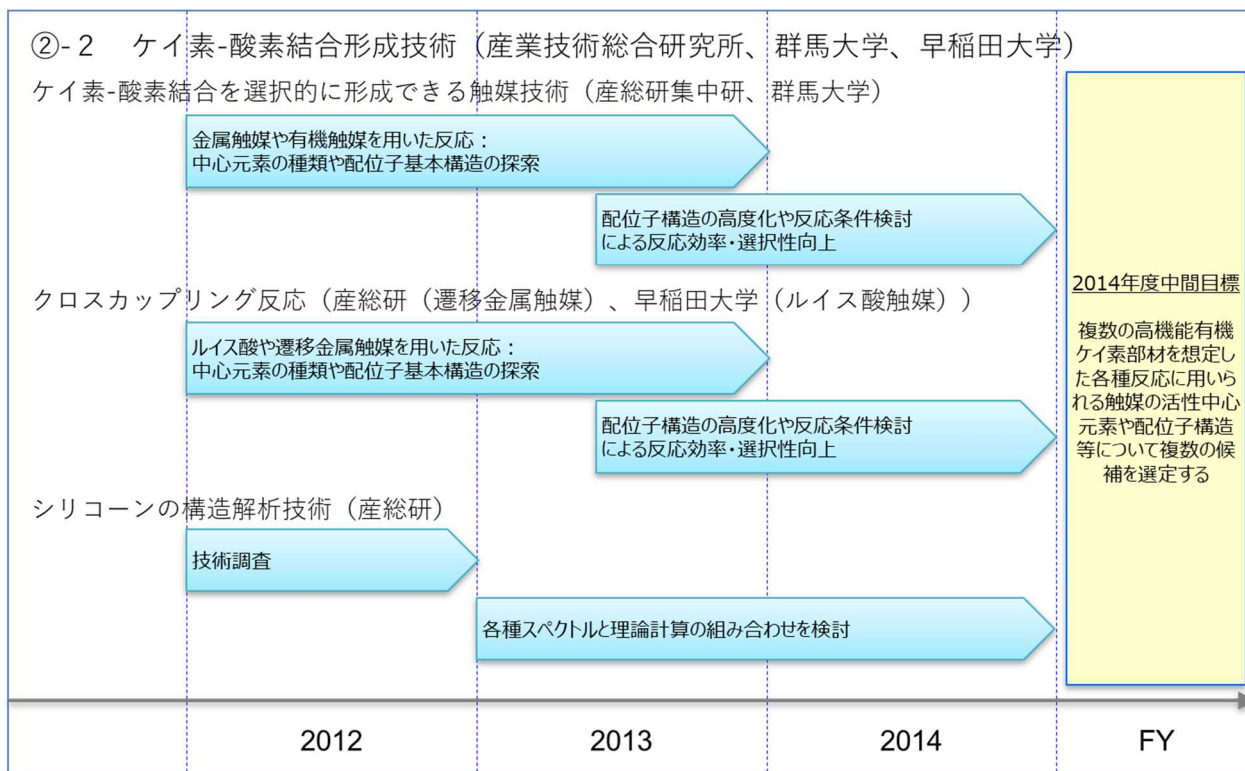 ②-２　ケイ素-酸素結合形成技術（産業技術総合研究所、群馬大学、早稲田大学）
ケイ素-酸素結合を選択的に形成できる触媒技術（産総研集中研、群馬大学）
金属触媒や有機触媒を用いた反応：
中心元素の種類や配位子基本構造の探索
配位子構造の高度化や反応条件検討
による反応効率・選択性向上
クロスカップリング反応（産総研（遷移金属触媒）、早稲田大学（ルイス酸触媒））
ルイス酸や遷移金属触媒を用いた反応：
中心元素の種類や配位子基本構造の探索
配位子構造の高度化や反応条件検討
による反応効率・選択性向上
シリコーンの構造解析技術（産総研）
技術調査
各種スペクトルと理論計算の組み合わせを検討
2014年度中間目標
複数の高機能有機
ケイ素部材を想定し
た各種反応に用いら
れる触媒の活性中心
元素や配位子構造
等について複数の候
補を選定する
2012
2013
2014
FY